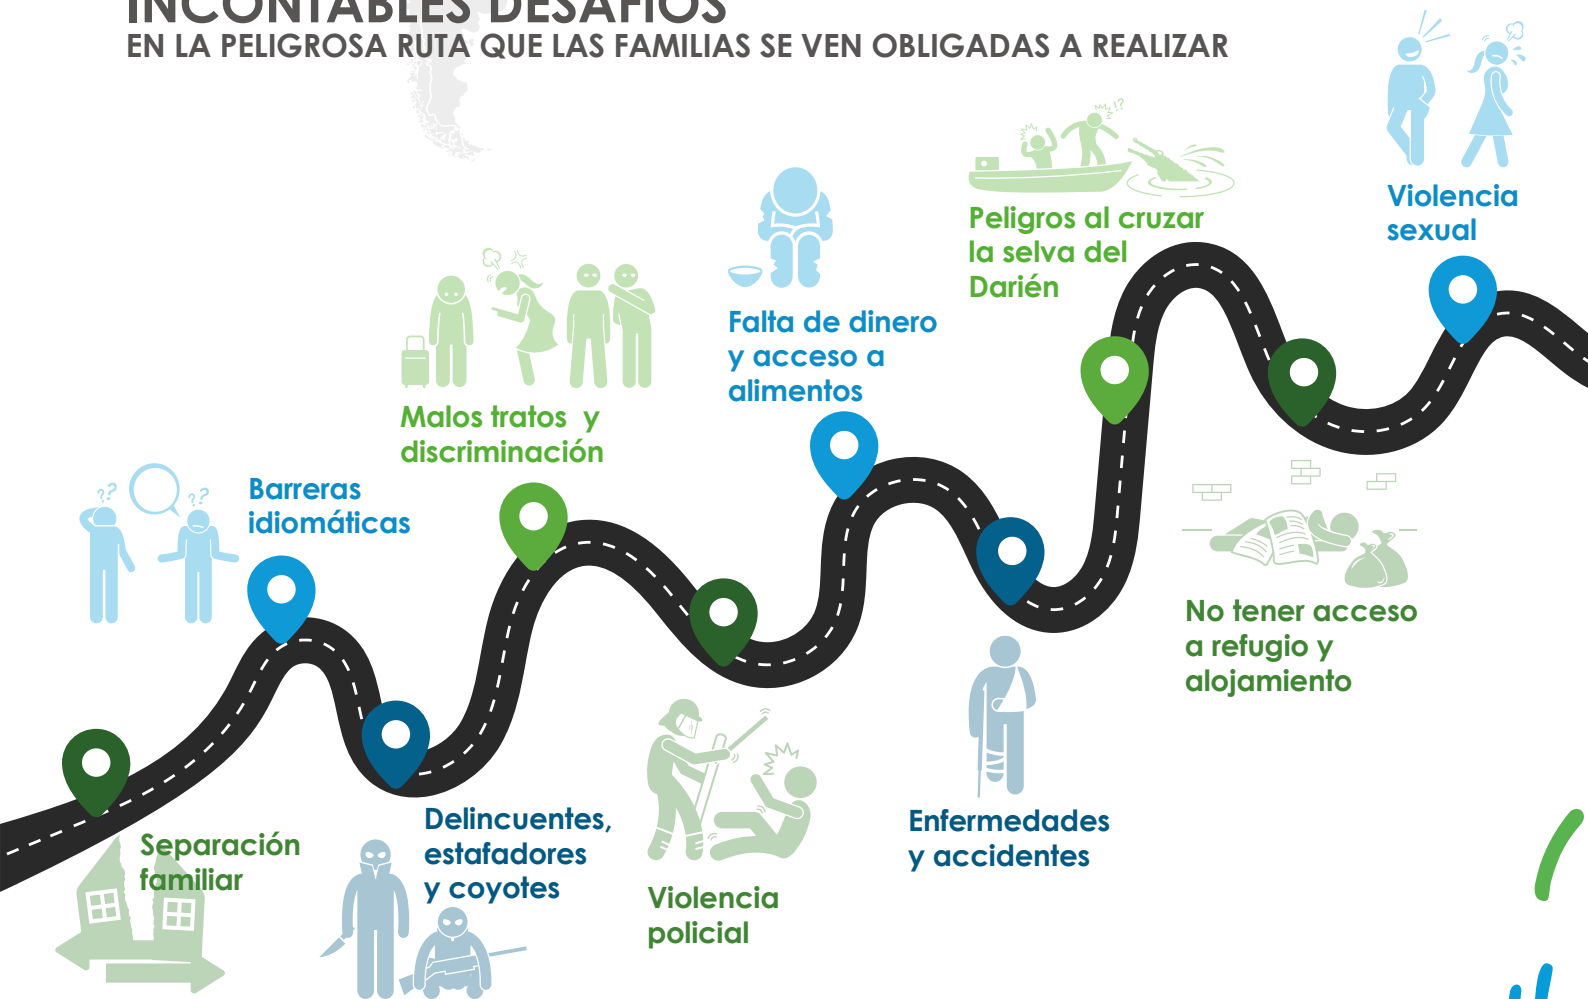 INCONTABLES DESAFÍOS
EN LA PELIGROSA RUTA QUE LAS FAMILIAS SE VEN OBLIGADAS A REALIZAR
Violencia
sexual
Peligros al cruzar
la selva del
Darién
!?
Falta de dinero
y acceso a
alimentos
Malos tratos y
discriminación
Barreras
idiomáticas
??
??
No tener acceso
a refugio y
alojamiento
Enfermedades
y accidentes
Delincuentes,
estafadores
y coyotes
Separación
familiar
Violencia
policial